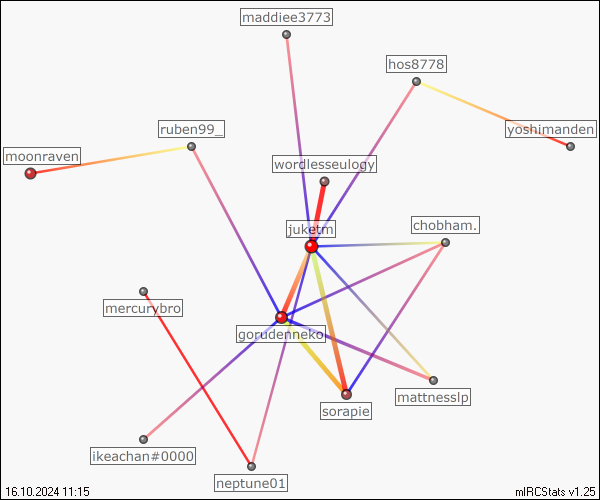 maddiee3773
hos8778
ruben99_
yoshimanden
moonraven
wordlesseulogy
juketm
chobham.
mercurybro
gorudenneko
mattnesslp
sorapie
ikeachan#0000
neptune01
16.10.2024 11:15
mIRCStats v1.25